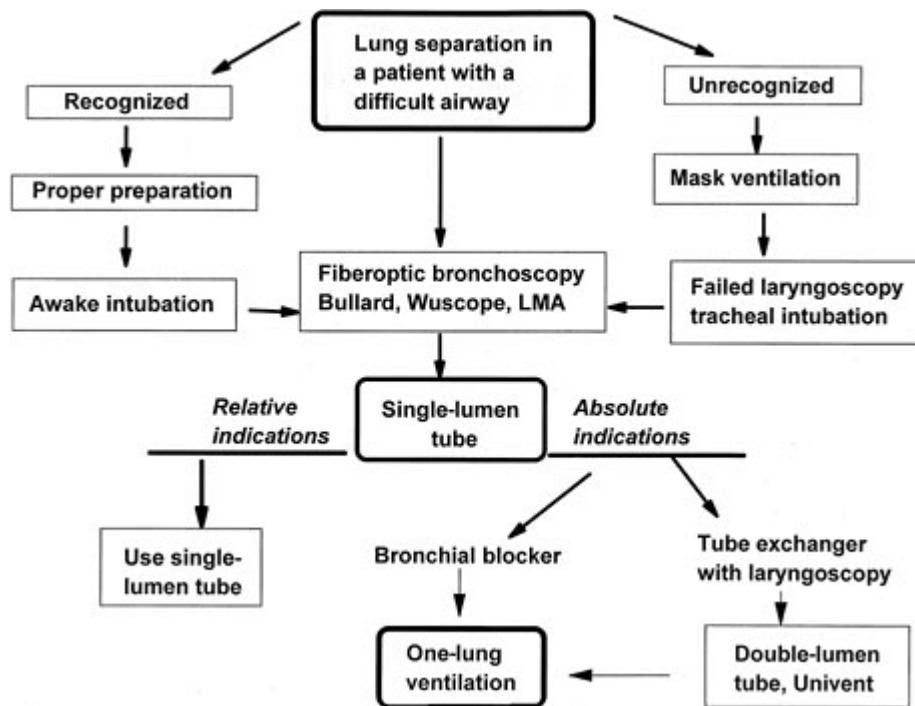 Lung separation in
a patient with a
difficult airway
Recognized
Unrecognized
Proper preparation
Mask ventilation
Awake intubation
Fiberoptic bronchoscopy
Bullard, Wuscope, LMA
Failed laryngoscopy
tracheal intubation
Relative
indications
Single-lumen
tube
Absolute
indications
Use single-
lumen tube
Bronchial blocker
Tube exchanger
with laryngoscopy
One-lung
ventilation
Double-lumen
tube, Univent